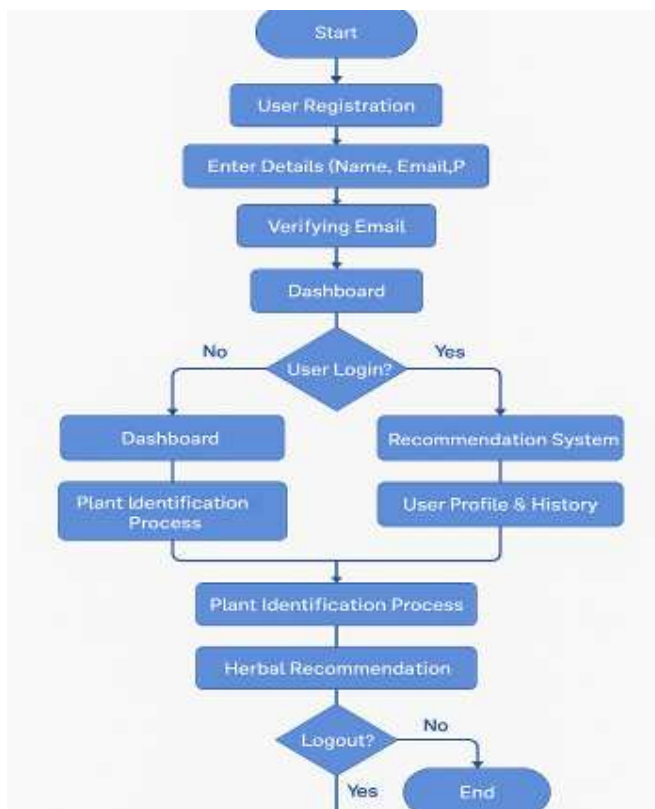 Start
User Registration
Enter Details (Name, Email,P
Verifying Email
Dashboard
No
Yes
User Login?
Dashboard
Recommendation System
Plant Identification
Process
User Profile & History
Plant Identification Process
Herbal Recommendation
Logout?
No
Yes
End